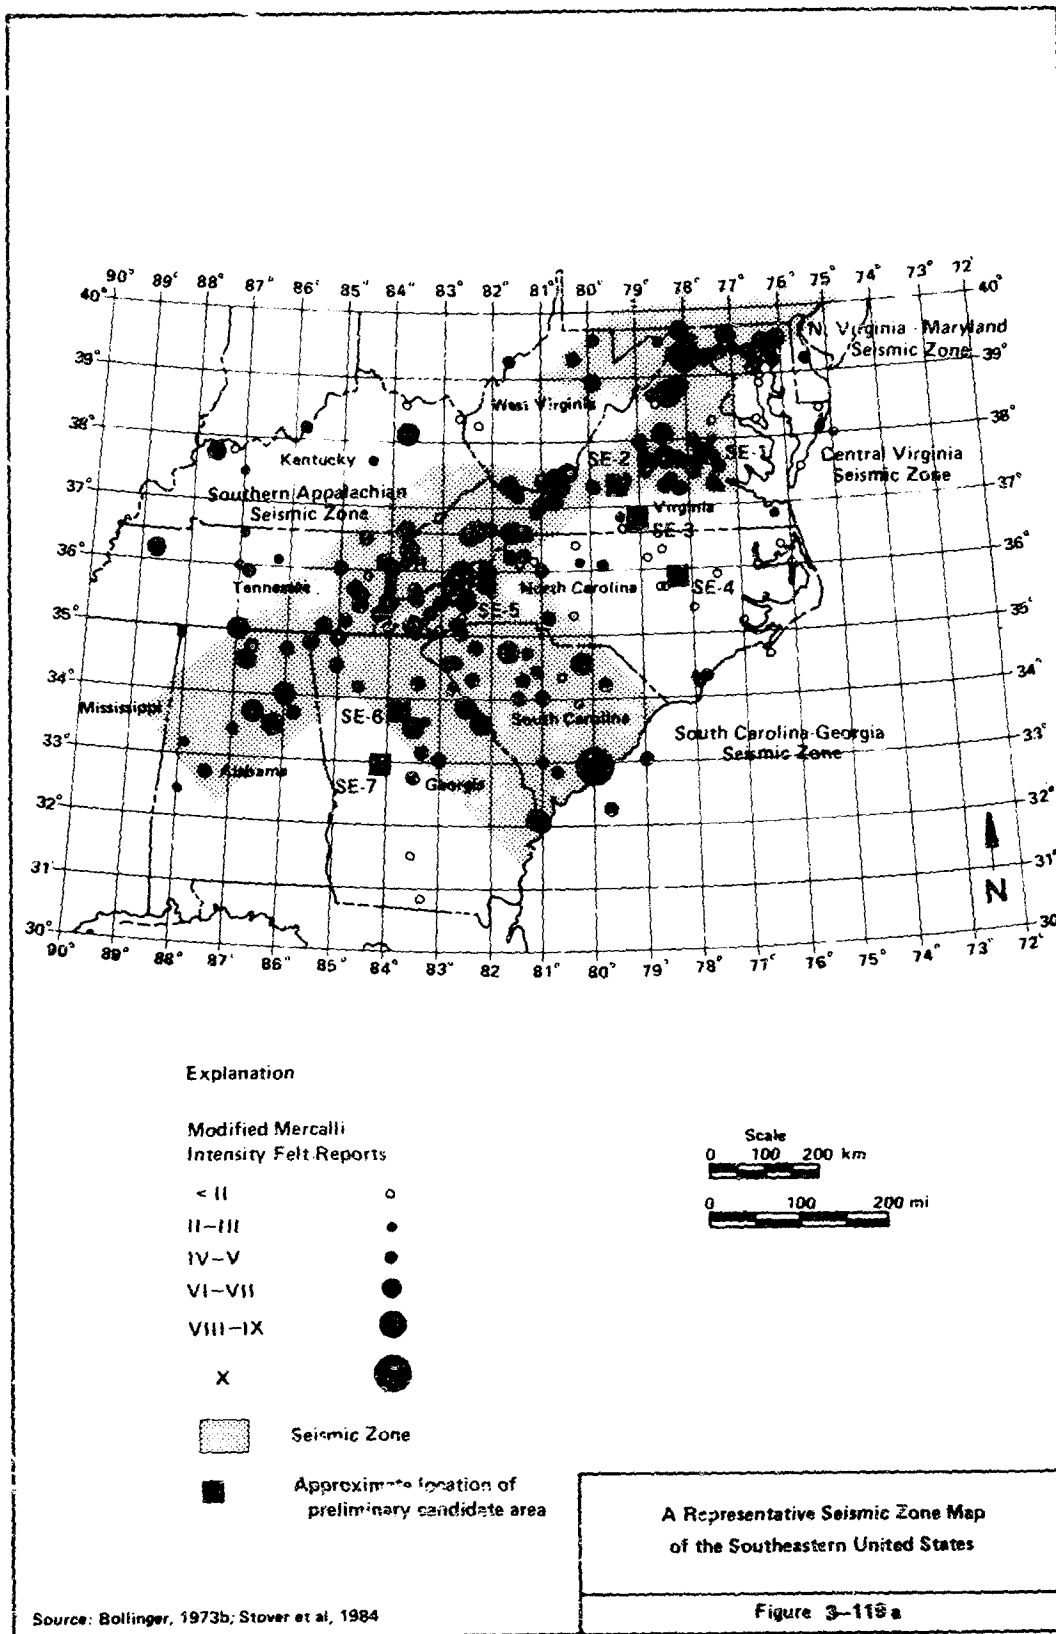 90° 89° 88° 87° 86° 85° 84° 83° 82° 81° 80° 79° 78° 77° 76° 75° 74° 73° 72°
40° 40°
N. Virginia - Maryland
Seismic Zone
39° 39°
West Virginia
38° 38°
Kentucky
SE-2
SE-1
Central Virginia
Seismic Zone
37° 37°
Southern Appalachian
Seismic Zone
Virginia
SE-3
36° 36°
Tennessee
North Carolina
SE-4
SE-5
35° 35°
34° 34°
Mississippi
SE-6
South Carolina
South Carolina-Georgia
Seismic Zone
33° 33°
Alabama
SE-7
Georgia
32° 32°
31° 31°
N
30° 30
90° 89° 88° 87° 86° 85° 84° 83° 82° 81° 80° 79° 78° 77° 76° 75° 74° 73° 72°
Explanation
Modified Mercalli
Intensity Felt Reports
< II
II-III
IV-V
VI-VII
VIII-IX
X
Seismic Zone
Approximate location of
preliminary candidate area
Scale
0 100 200 km
0 100 200 mi
A Representative Seismic Zone Map
of the Southeastern United States
Figure 3-119a
Source: Bollinger, 1973b; Stover et al, 1984